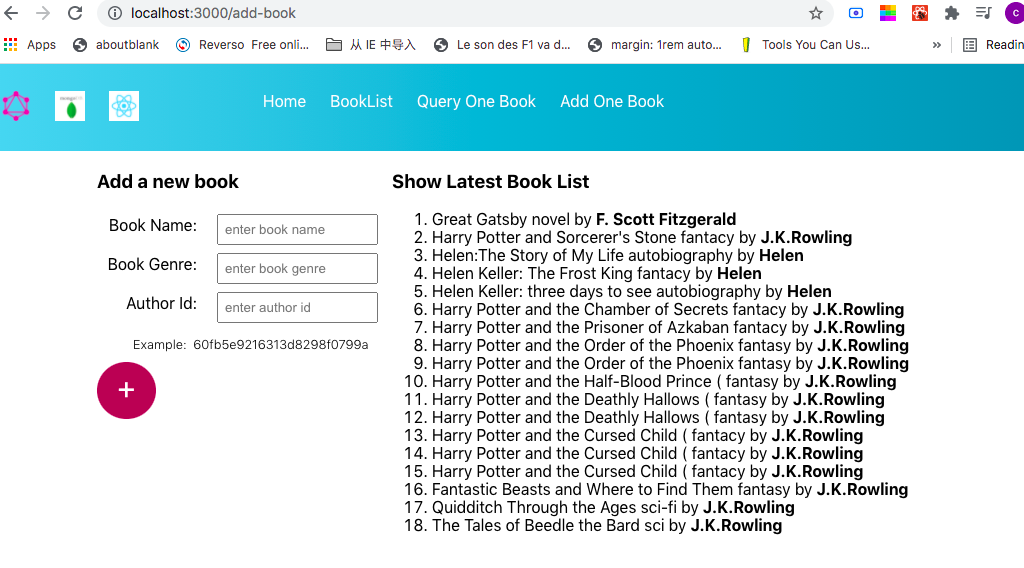 localhost:3000/add-book
C
Apps aboutblank Reverso Free onli... 从 IE 中导入 Le son des F1 va d... margin: 1rem auto... Tools You Can Us... » Readin
Home BookList Query One Book Add One Book
Add a new book
Book Name: enter book name
Book Genre: enter book genre
Author Id: enter author id
Example: 60fb5e9216313d8298f0799a
+
Show Latest Book List
1. Great Gatsby novel by F. Scott Fitzgerald
2. Harry Potter and Sorcerer's Stone fantacy by J.K.Rowling
3. Helen:The Story of My Life autobiography by Helen
4. Helen Keller: The Frost King fantacy by Helen
5. Helen Keller: three days to see autobiography by Helen
6. Harry Potter and the Chamber of Secrets fantacy by J.K.Rowling
7. Harry Potter and the Prisoner of Azkaban fantacy by J.K.Rowling
8. Harry Potter and the Order of the Phoenix fantasy by J.K.Rowling
9. Harry Potter and the Order of the Phoenix fantasy by J.K.Rowling
10. Harry Potter and the Half-Blood Prince ( fantasy by J.K.Rowling
11. Harry Potter and the Deathly Hallows ( fantasy by J.K.Rowling
12. Harry Potter and the Deathly Hallows ( fantasy by J.K.Rowling
13. Harry Potter and the Cursed Child ( fantacy by J.K.Rowling
14. Harry Potter and the Cursed Child ( fantacy by J.K.Rowling
15. Harry Potter and the Cursed Child ( fantacy by J.K.Rowling
16. Fantastic Beasts and Where to Find Them fantasy by J.K.Rowling
17. Quidditch Through the Ages sci-fi by J.K.Rowling
18. The Tales of Beedle the Bard sci by J.K.Rowling